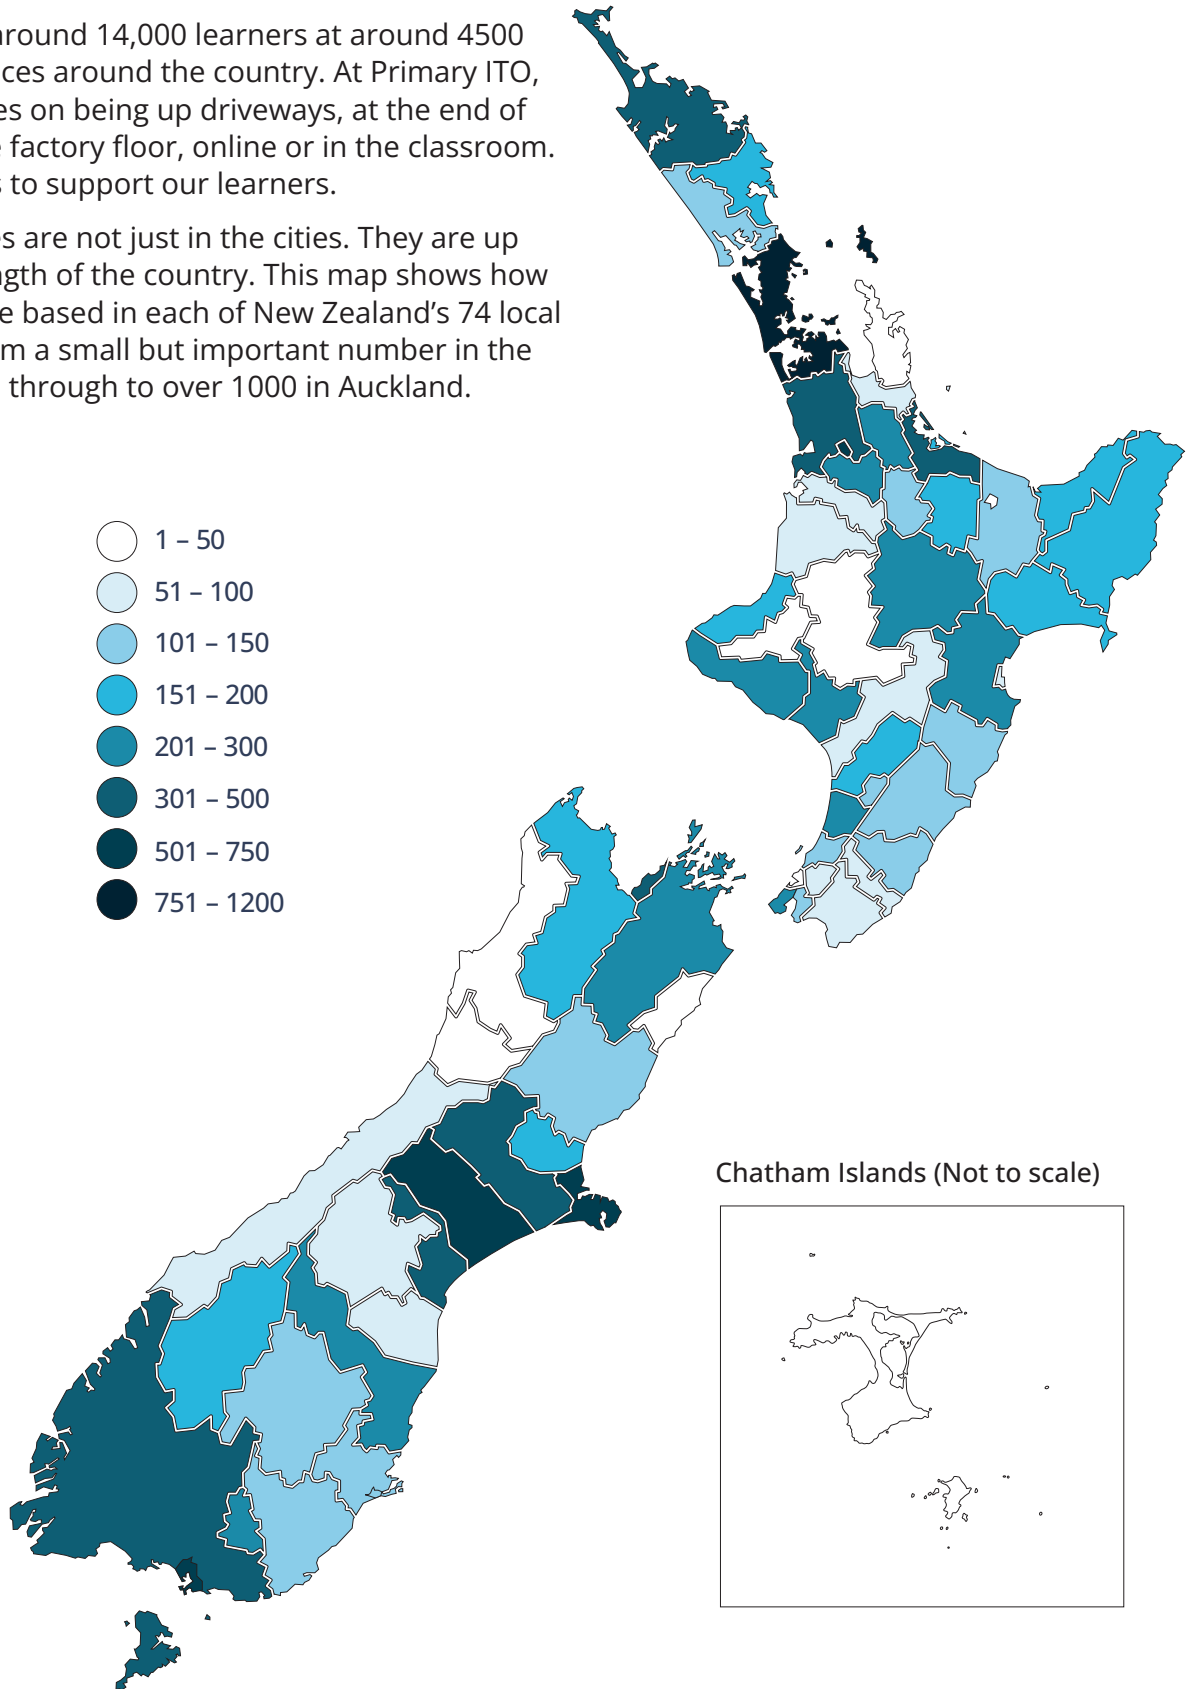 around 14,000 learners at around 4500
ces around the country. At Primary ITO,
es on being up driveways, at the end of
e factory floor, online or in the classroom.
s to support our learners.
es are not just in the cities. They are up
ngth of the country. This map shows how
e based in each of New Zealand’s 74 local
m a small but important number in the
through to over 1000 in Auckland.
1 – 50
51 – 100
101 – 150
151 – 200
201 – 300
301 – 500
501 – 750
751 – 1200
Chatham Islands (Not to scale)